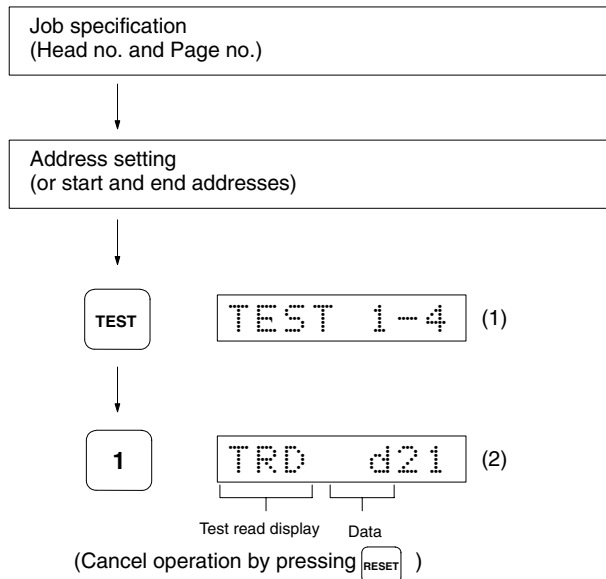 Job specification
(Head no. and Page no.)
Address setting
(or start and end addresses)
TEST TEST 1-4 (1)
1 TRD d21 (2)
Test read display Data
(Cancel operation by pressing RESET )